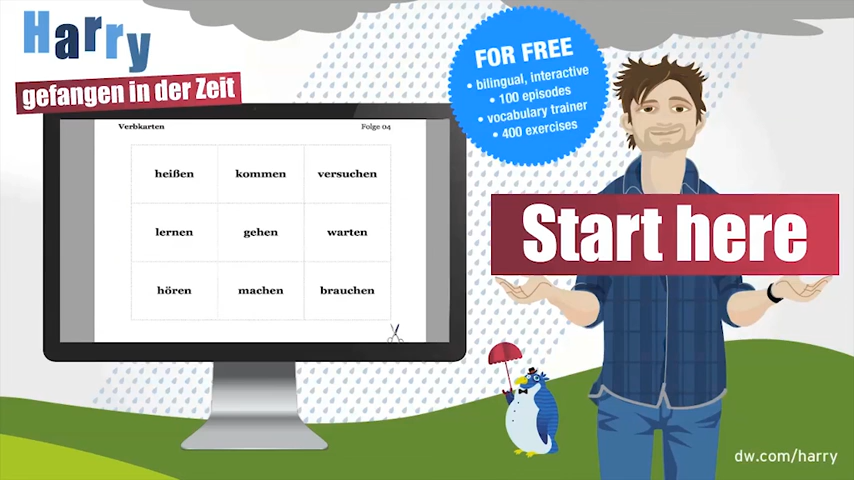 Harry
gefangen in der Zeit
Verbkarten Folge 04
heißen kommen versuchen
lernen gehen warten
hören machen brauchen
FOR FREE
• bilingual, interactive
• 100 episodes
• vocabulary trainer
• 400 exercises
Start here
dw.com/harry